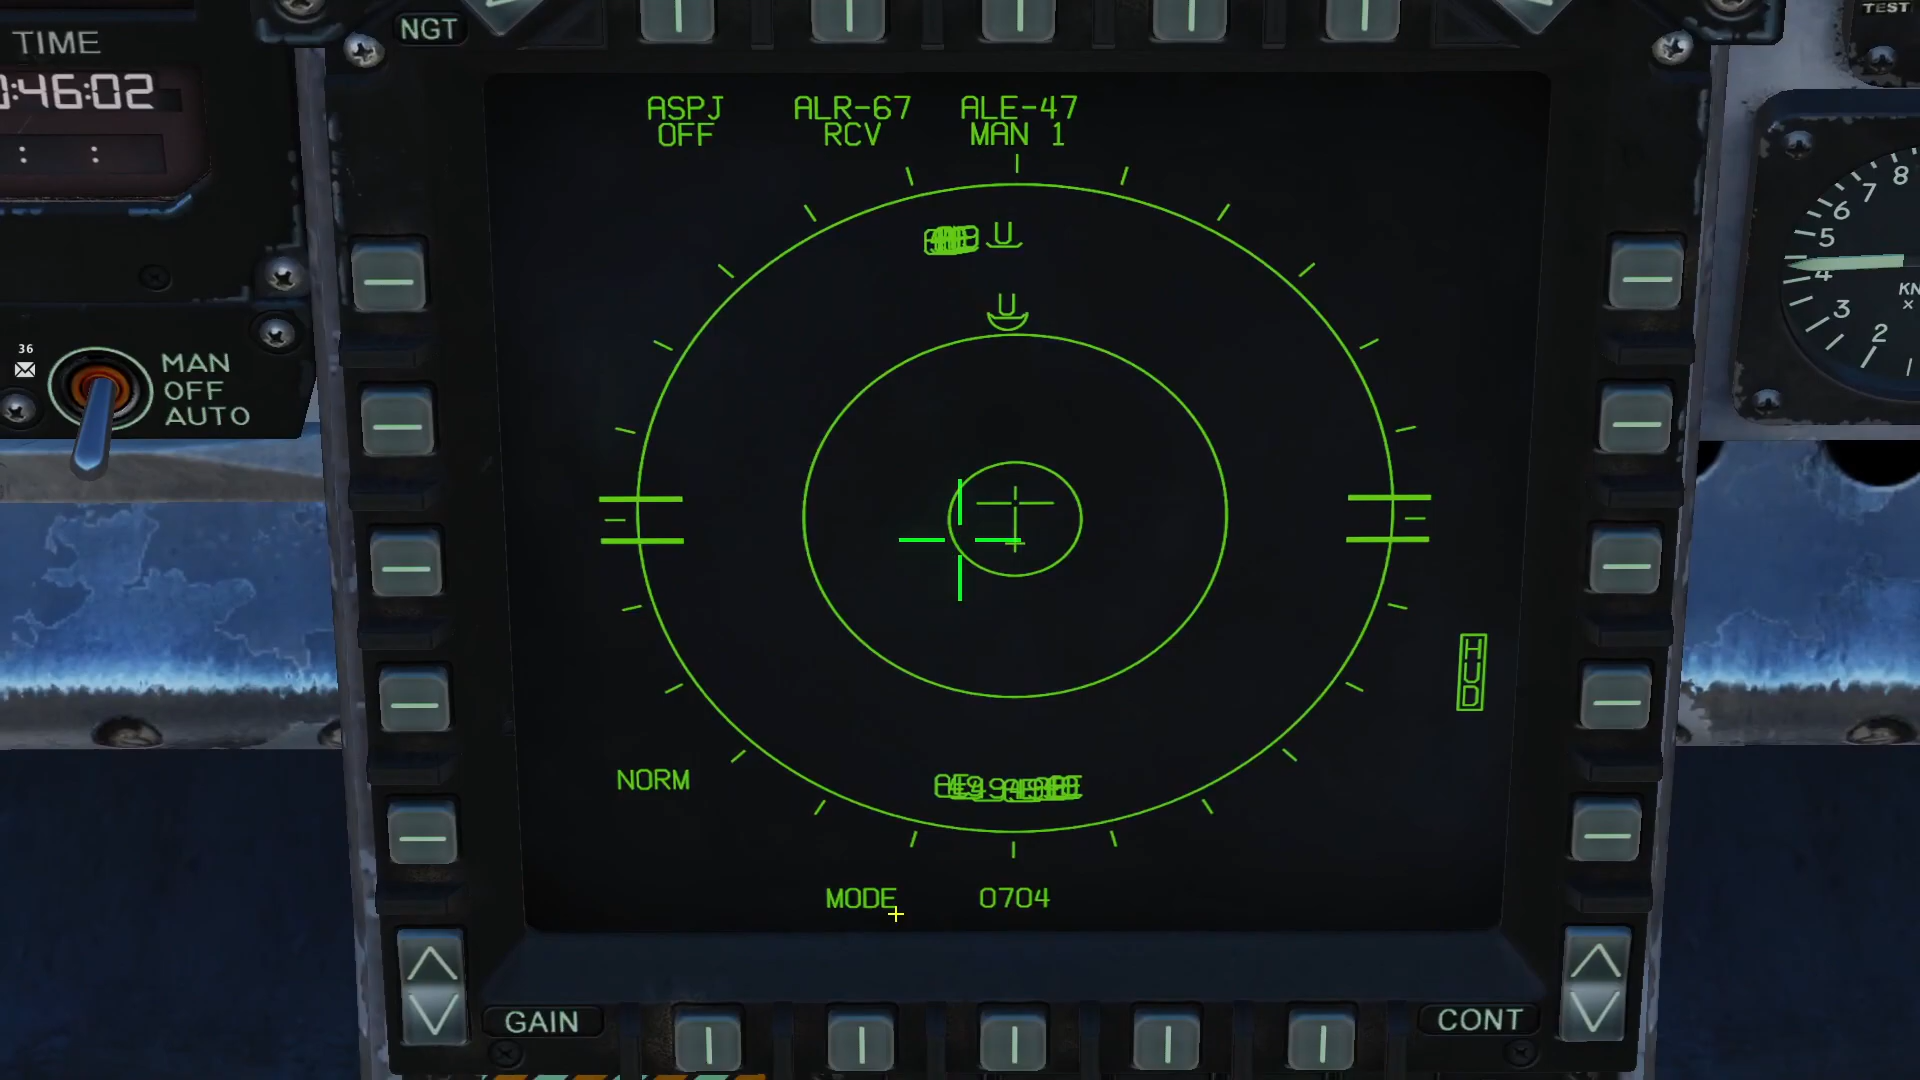 NGT
TEST
TIME
:46:02
: :
ASPJ ALR-67 ALE-47
OFF RCV MAN 1
U
U
36
MAN
OFF
AUTO
8
7
6
5
4
3
2
KN
×
HUD
NORM
MODE 0704
GAIN
CONT